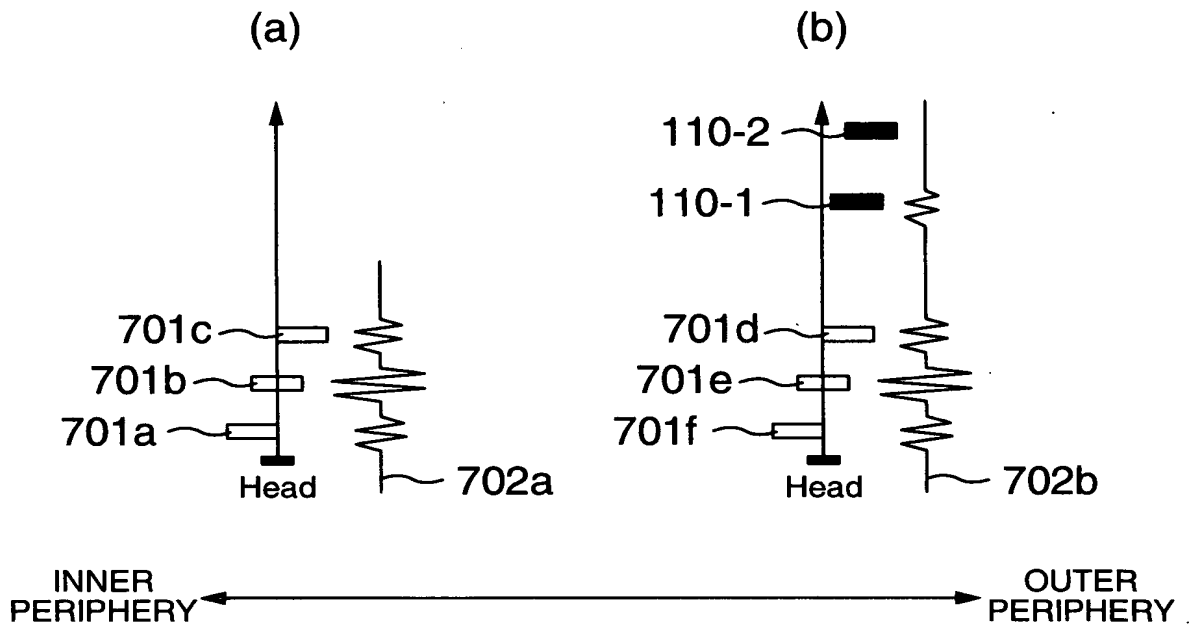 (a)
(b)
110-2
110-1
701c
701b
701a
Head
702a
701d
701e
701f
Head
702b
INNER
PERIPHERY
OUTER
PERIPHERY